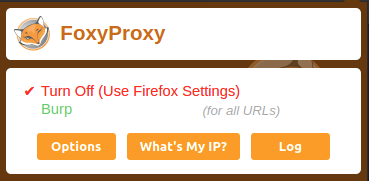 FoxyProxy
✔ Turn Off (Use Firefox Settings)
Burp (for all URLs)
Options What's My IP? Log